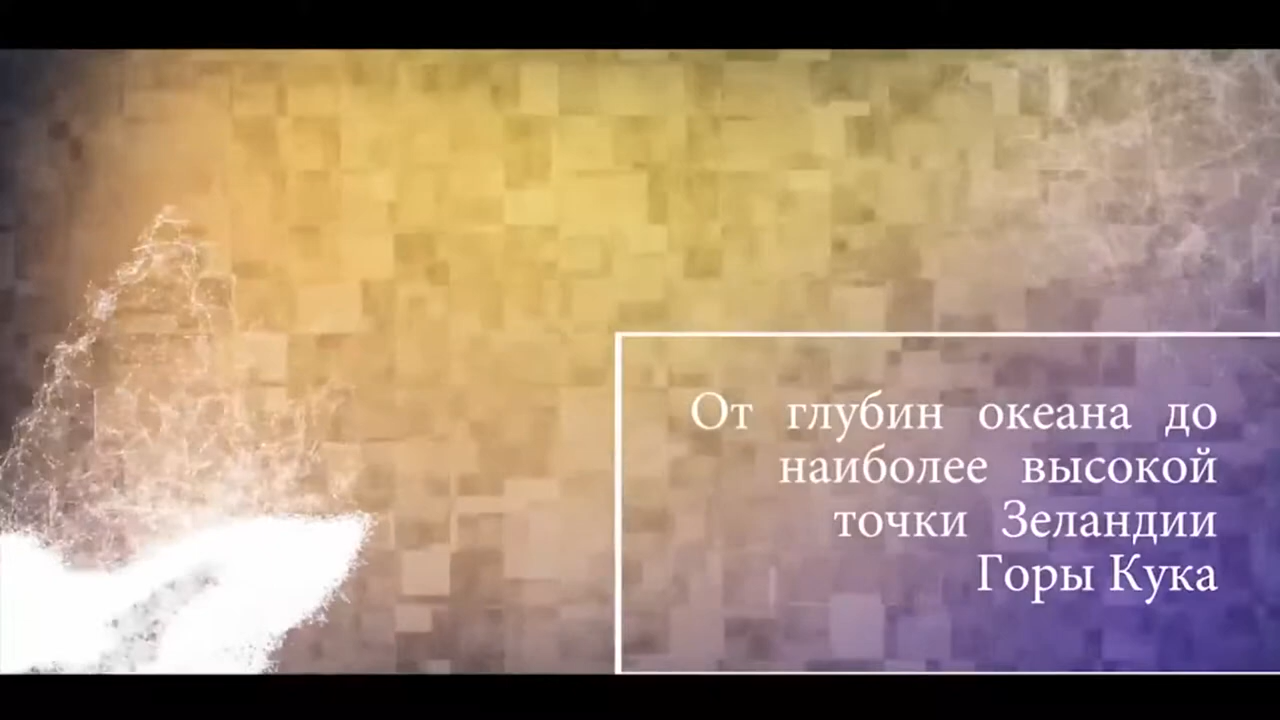 От глубин океана до
наиболее высокой
точки Зеландии
Горы Кука